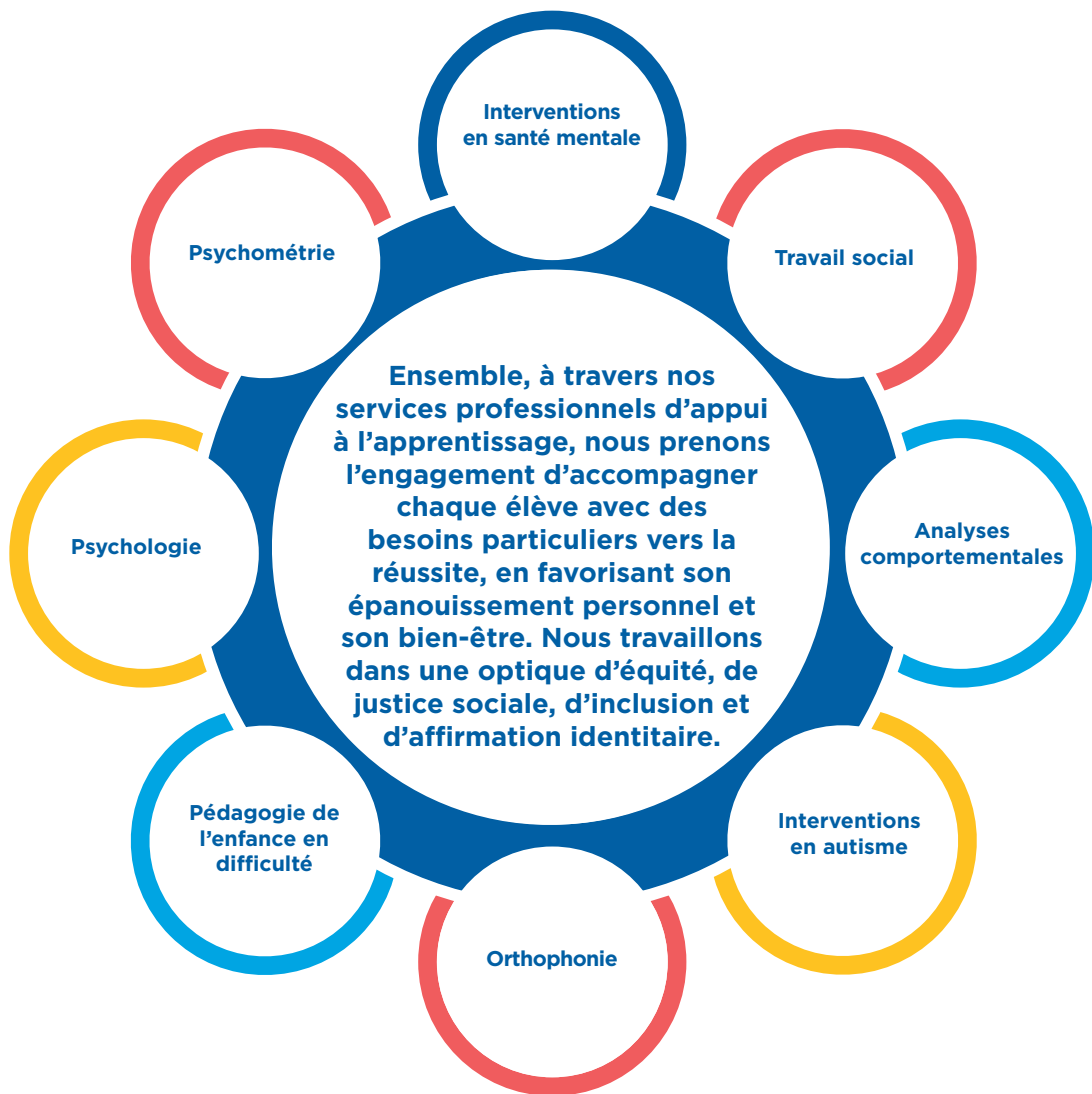 Interventions
en santé mentale
Travail social
Analyses
comportementales
Interventions
en autisme
Orthophonie
Pédagogie de
l’enfance en
difficulté
Psychologie
Psychométrie
Ensemble, à travers nos
services professionnels d’appui
à l’apprentissage, nous prenons
l’engagement d’accompagner
chaque élève avec des
besoins particuliers vers la
réussite, en favorisant son
épanouissement personnel et
son bien-être. Nous travaillons
dans une optique d’équité, de
justice sociale, d’inclusion et
d’affirmation identitaire.